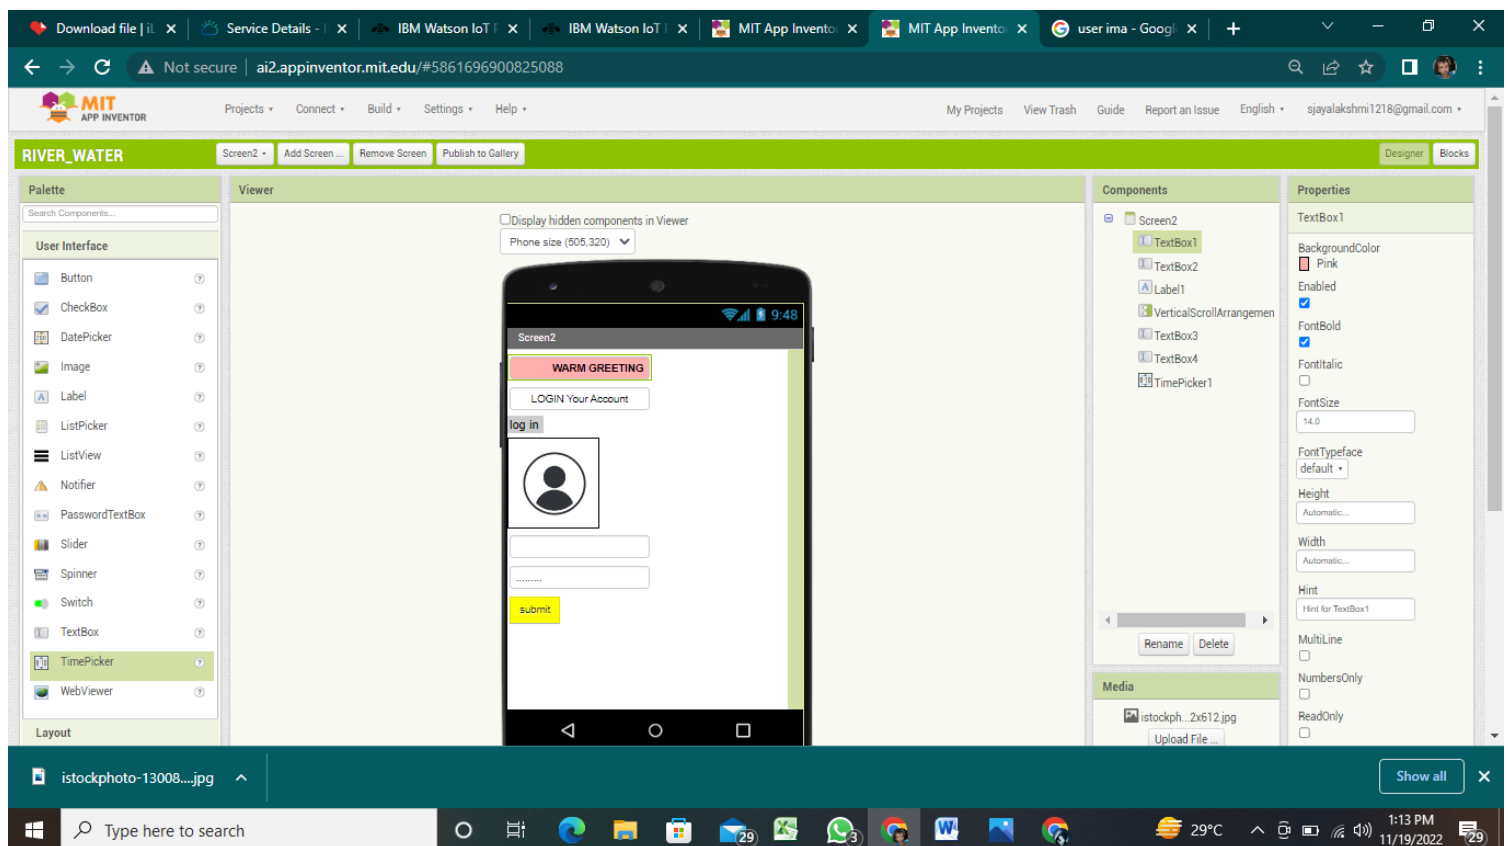 Download file | iL
Service Details - I
IBM Watson IoT P
IBM Watson IoT P
MIT App Invento
MIT App Invento
user ima - Googl
Not secure
ai2.appinventor.mit.edu/#5861696900825088
MIT
APP INVENTOR
Projects
Connect
Build
Settings
Help
My Projects
View Trash
Guide
Report an Issue
English
sjayalakshmi1218@gmail.com
RIVER_WATER
Screen2
Add Screen ...
Remove Screen
Publish to Gallery
Designer
Blocks
Palette
Search Components...
User Interface
Button
CheckBox
DatePicker
Image
Label
ListPicker
ListView
Notifier
PasswordTextBox
Slider
Spinner
Switch
TextBox
TimePicker
WebViewer
Layout
Viewer
Display hidden components in Viewer
Phone size (505,320)
9:48
Screen2
WARM GREETING
LOGIN Your Account
log in
.........
submit
Components
Screen2
TextBox1
TextBox2
Label1
VerticalScrollArrangemen
TextBox3
TextBox4
TimePicker1
Rename
Delete
Media
istockph...2x612.jpg
Upload File ...
Properties
TextBox1
BackgroundColor
Pink
Enabled
FontBold
FontItalic
FontSize
14.0
FontTypeface
default
Height
Automatic...
Width
Automatic...
Hint
Hint for TextBox1
MultiLine
NumbersOnly
ReadOnly
istockphoto-13008....jpg
Show all
Type here to search
29
3
29°C
1:13 PM
11/19/2022
29